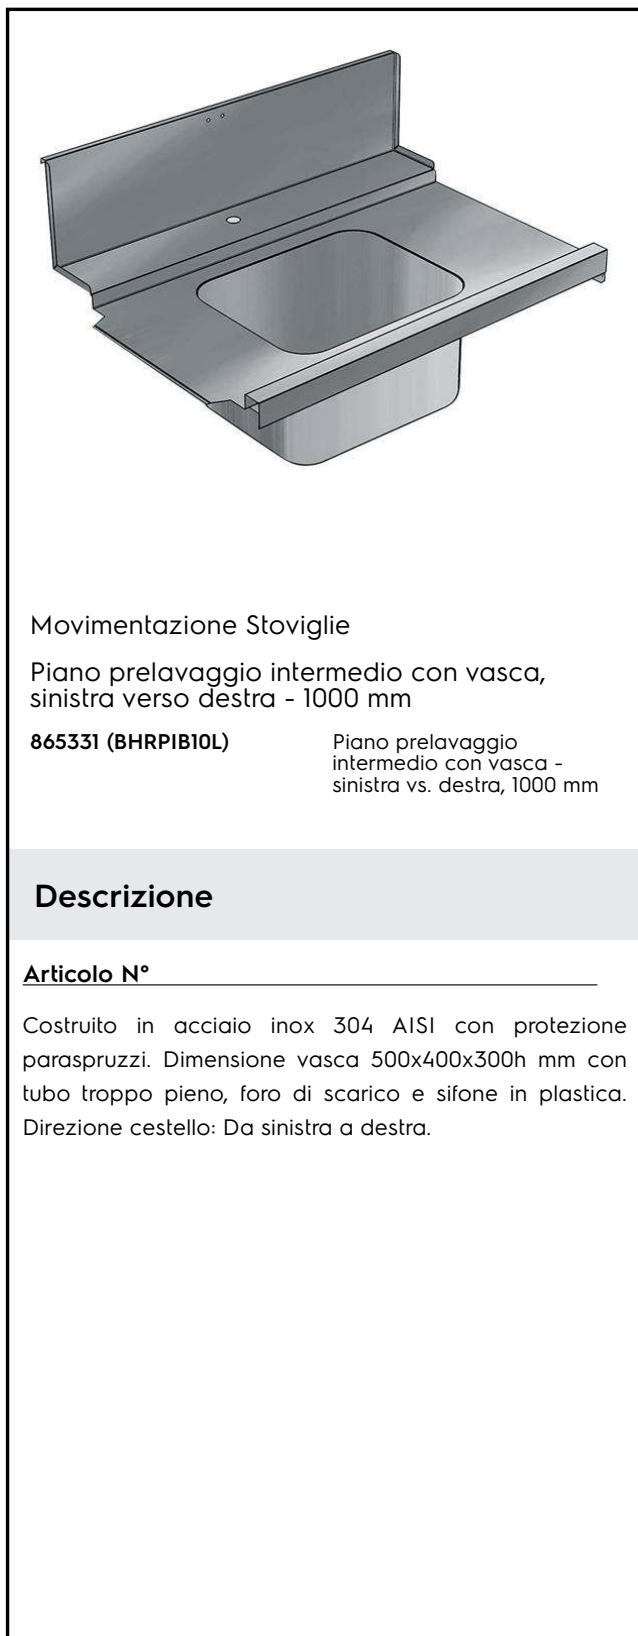 Movimentazione Stoviglie
Piano prelavaggio intermedio con vasca,
sinistra verso destra - 1000 mm
865331 (BHRPIB10L)
Piano prelavaggio
intermedio con vasca -
sinistra vs. destra, 1000 mm
Descrizione
Articolo N°
Costruito in acciaio inox 304 AISI con protezione
paraspruzzi. Dimensione vasca 500x400x300h mm con
tubo troppo pieno, foro di scarico e sifone in plastica.
Direzione cestello: Da sinistra a destra.